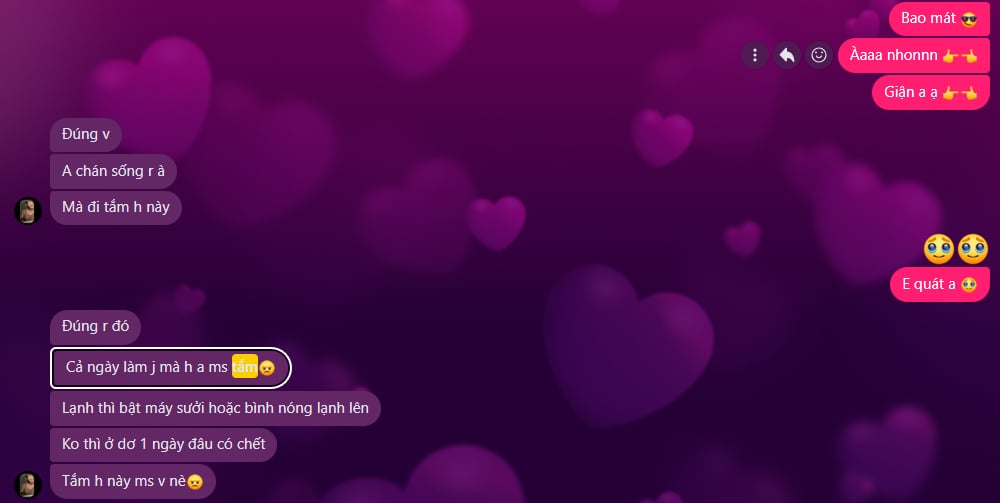 Bao mát 😎
Àaaa nhonnn 👉👈
Giận a ạ 👉👈
Đúng v
A chán sống r à
Mà đi tắm h này
🥹🥹
E quát a 🥹
Đúng r đó
Cả ngày làm j mà h a ms tắm😠
Lạnh thì bật máy sưởi hoặc bình nóng lạnh lên
Ko thì ở dơ 1 ngày đâu có chết
Tắm h này ms v nè😠